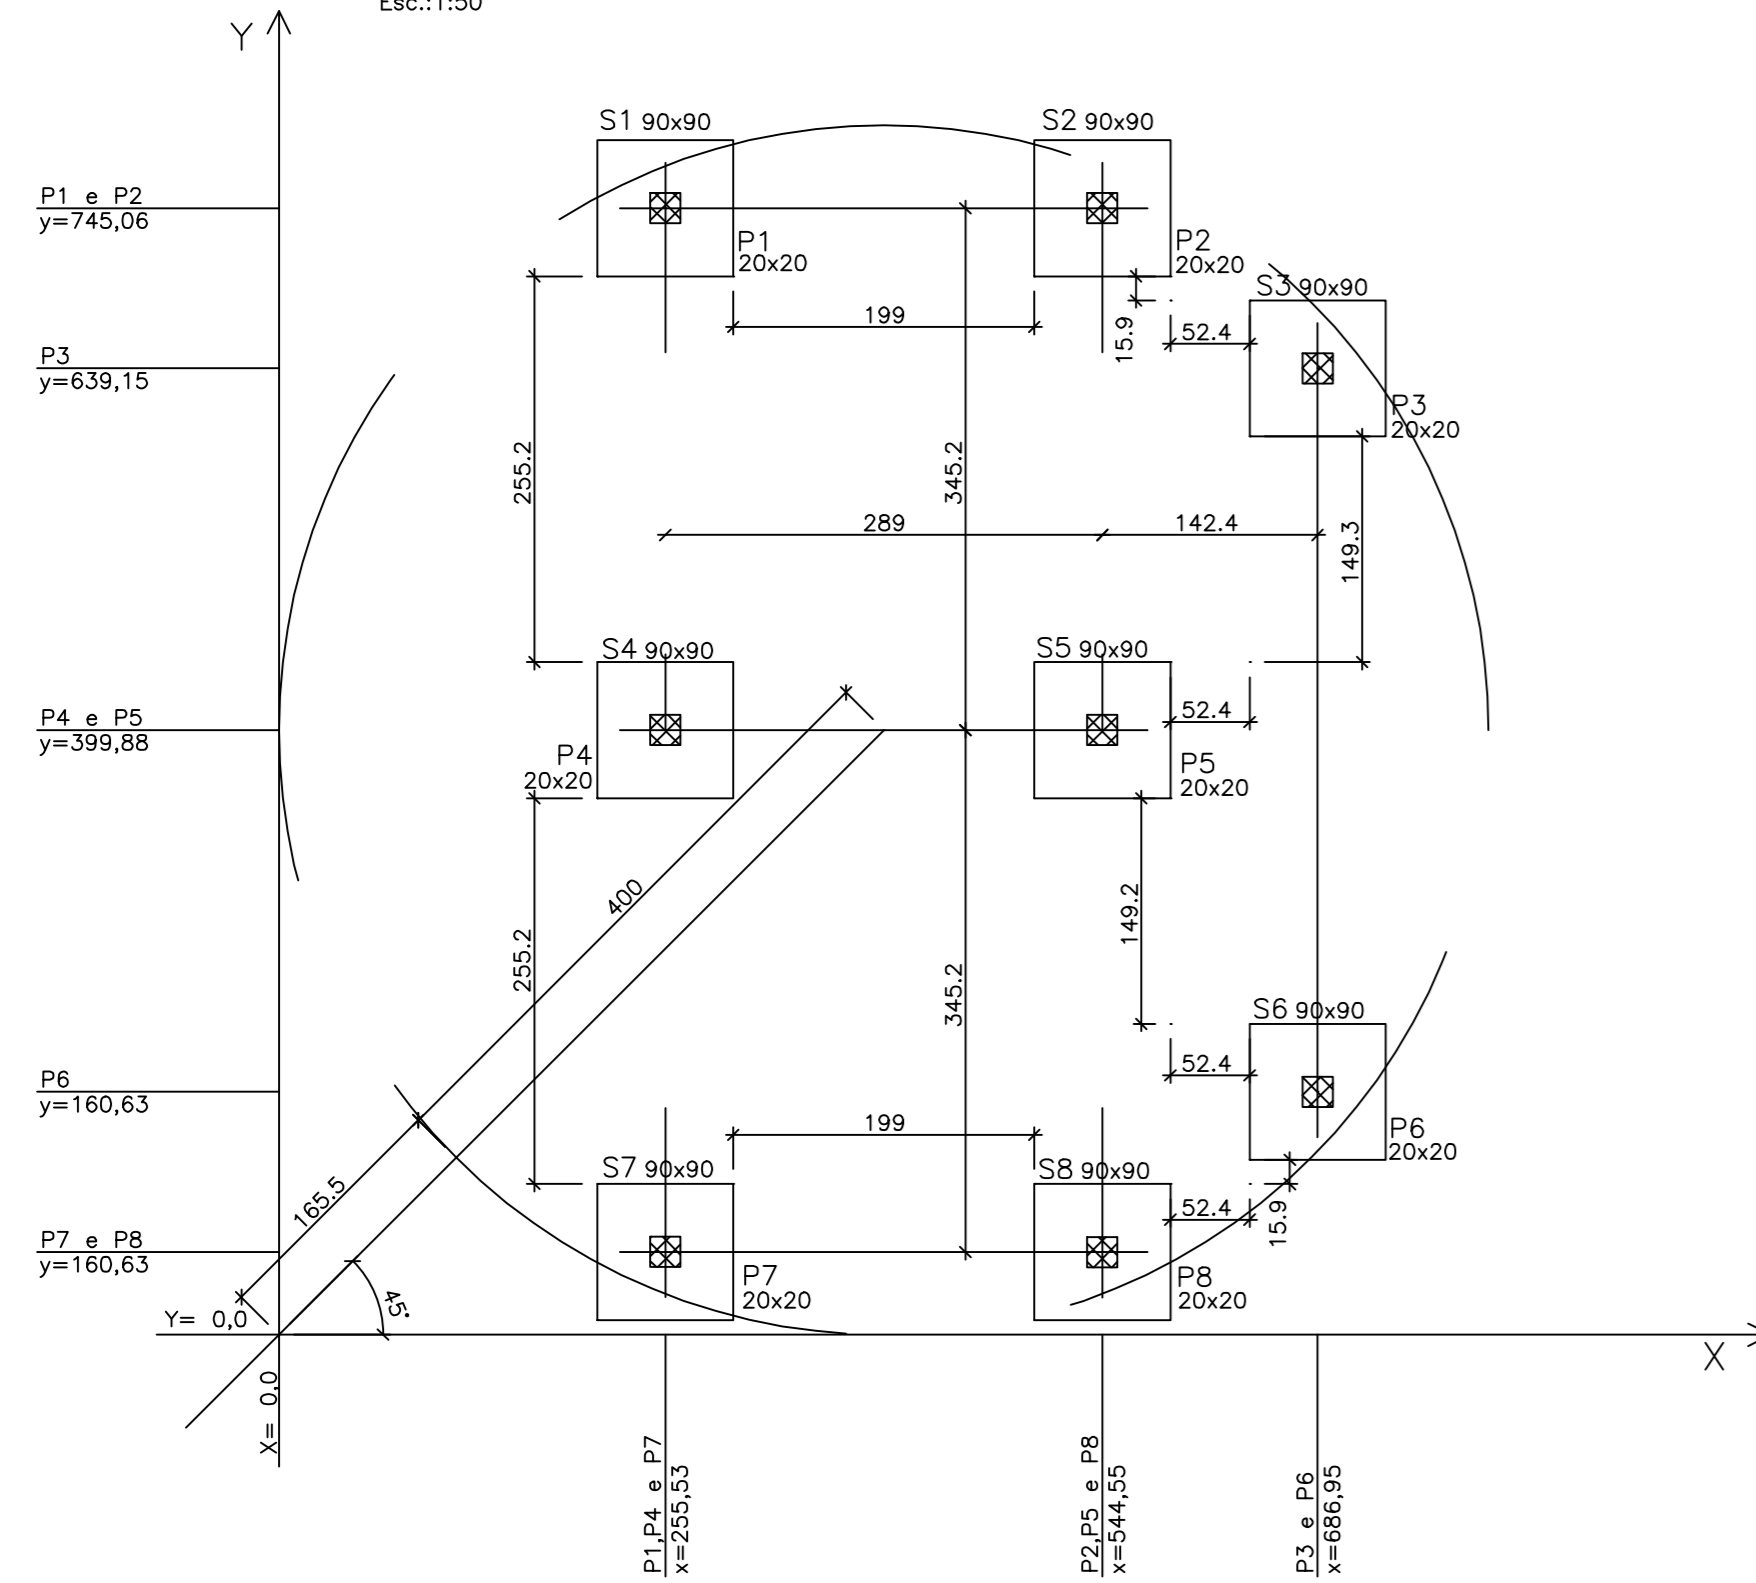 Esc.:1:50
Y
S1 90x90
S2 90x90
P1 e P2
y=745,06
P1
20x20
P2
20x20
S3 90x90
199
15.9
52.4
P3
y=639,15
P3
20x20
255.2
345.2
289
142.4
149.3
S4 90x90
S5 90x90
P4 e P5
y=399,88
52.4
P4
20x20
P5
20x20
400
149.2
255.2
345.2
S6 90x90
P6
y=160,63
52.4
199
P6
20x20
S7 90x90
S8 90x90
165.5
52.4
15.9
P7 e P8
y=160,63
P7
20x20
P8
20x20
45°
Y= 0,0
X
X= 0,0
P1,P4 e P7
x=255,53
P2,P5 e P8
x=544,55
P3 e P6
x=686,95